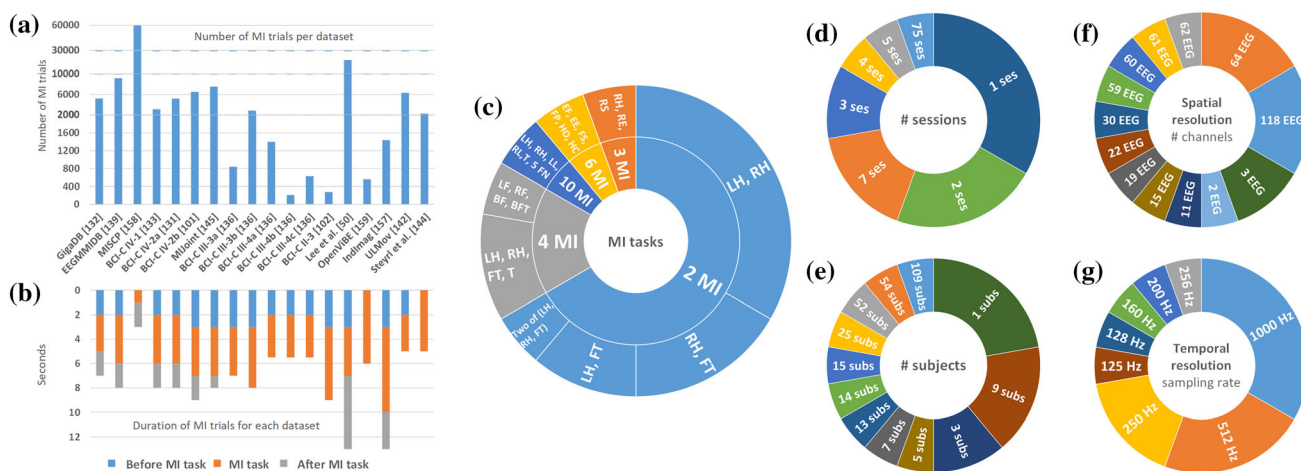 (a)
Number of MI trials per dataset
Number of MI trials
60000
30000
10000
6000
2000
1600
1200
800
400
0
GigaDB [132]
EEGMMIDB [139]
MISCP [158]
BCI-C IV-1 [133]
BCI-C IV-2a [131]
BCI-C IV-2b [101]
MIJoint [145]
BCI-C III-3a [136]
BCI-C III-3b [136]
BCI-C III-4a [136]
BCI-C III-4b [136]
BCI-C III-4c [136]
BCI-C II-3 [102]
Lee et al. [50]
OpenViBE [159]
IndImag [157]
ULMov [142]
Steyrl et al. [144]
(b)
Seconds
0
2
4
6
8
10
12
Duration of MI trials for each dataset
Before MI task
MI task
After MI task
(c)
MI tasks
2 MI
4 MI
10 MI
6 MI
3 MI
LH, RH
RH, FT
LH, FT
Two of (LH,
RH, FT)
LH, RH,
FT, T
LF, RF,
BF, BFT
LH, RH, LL,
RL, T, 5 FN
EF, EE, FS,
FP, HO, HC
RH, RE,
RS
(d)
# sessions
1 ses
2 ses
7 ses
3 ses
4 ses
5 ses
75 ses
(e)
# subjects
1 subs
9 subs
3 subs
5 subs
7 subs
13 subs
14 subs
15 subs
25 subs
52 subs
54 subs
109 subs
(f)
Spatial
resolution
# channels
64 EEG
118 EEG
3 EEG
2 EEG
11 EEG
15 EEG
19 EEG
22 EEG
30 EEG
59 EEG
60 EEG
61 EEG
62 EEG
(g)
Temporal
resolution
sampling rate
1000 Hz
512 Hz
250 Hz
125 Hz
128 Hz
160 Hz
200 Hz
256 Hz